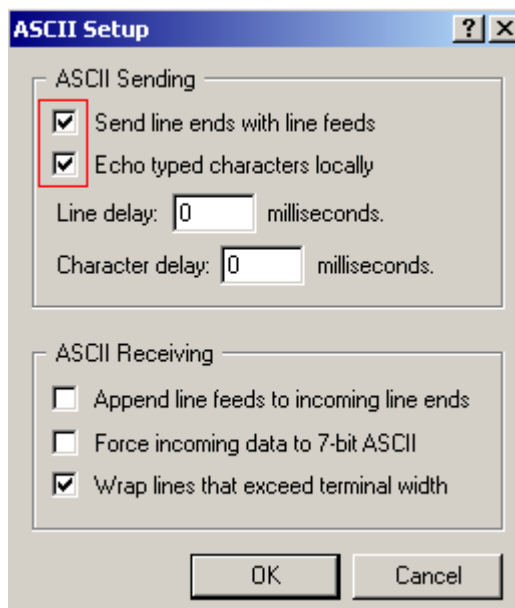 ASCII Setup
ASCII Sending
Send line ends with line feeds
Echo typed characters locally
Line delay: 0 milliseconds.
Character delay: 0 milliseconds.
ASCII Receiving
Append line feeds to incoming line ends
Force incoming data to 7-bit ASCII
Wrap lines that exceed terminal width
OK Cancel